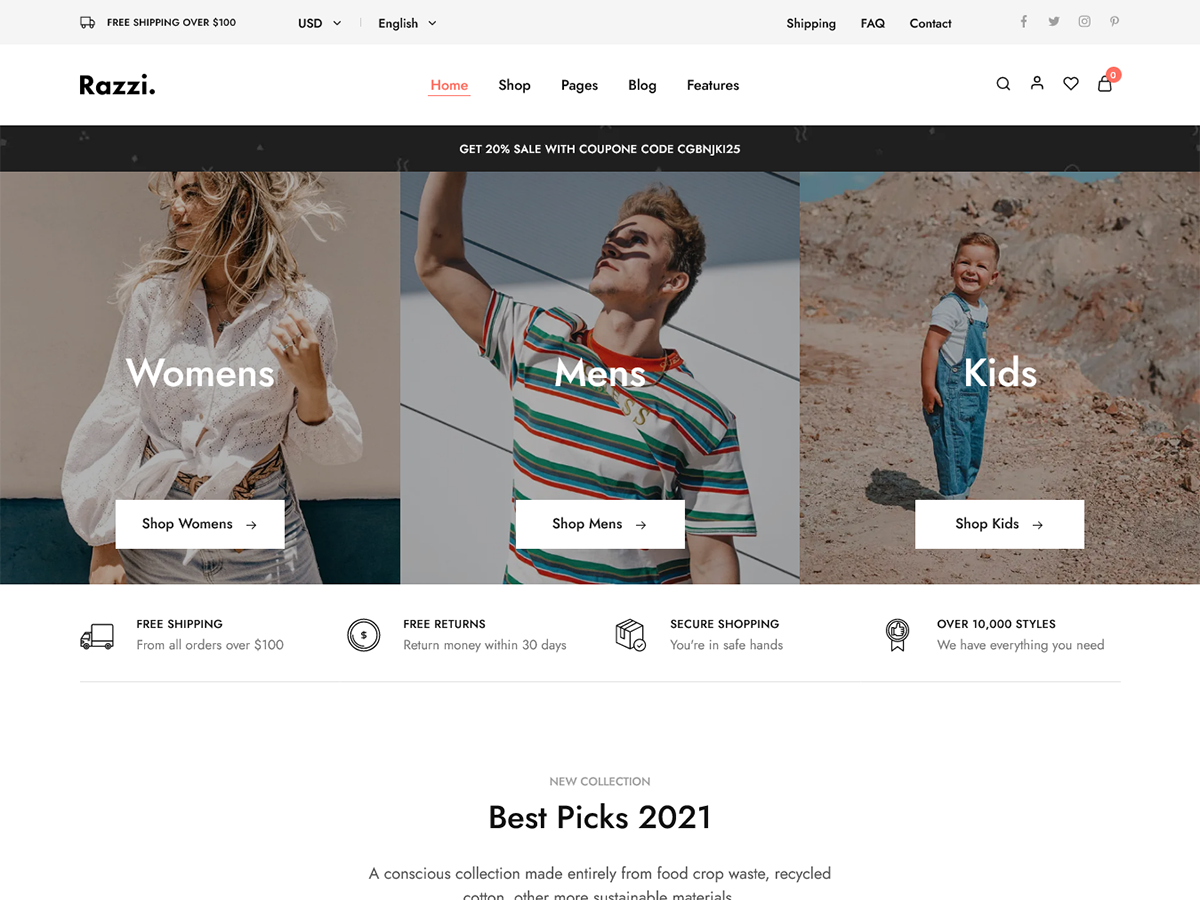 FREE SHIPPING OVER $100
USD
English
Shipping
FAQ
Contact
Razzi.
Home
Shop
Pages
Blog
Features
0
GET 20% SALE WITH COUPONE CODE CGBNJKI25
Womens
Mens
Kids
Shop Womens →
Shop Mens →
Shop Kids →
FREE SHIPPING
From all orders over $100
$
FREE RETURNS
Return money within 30 days
SECURE SHOPPING
You're in safe hands
OVER 10,000 STYLES
We have everything you need
NEW COLLECTION
Best Picks 2021
A conscious collection made entirely from food crop waste, recycled
cotton, other more sustainable materials.